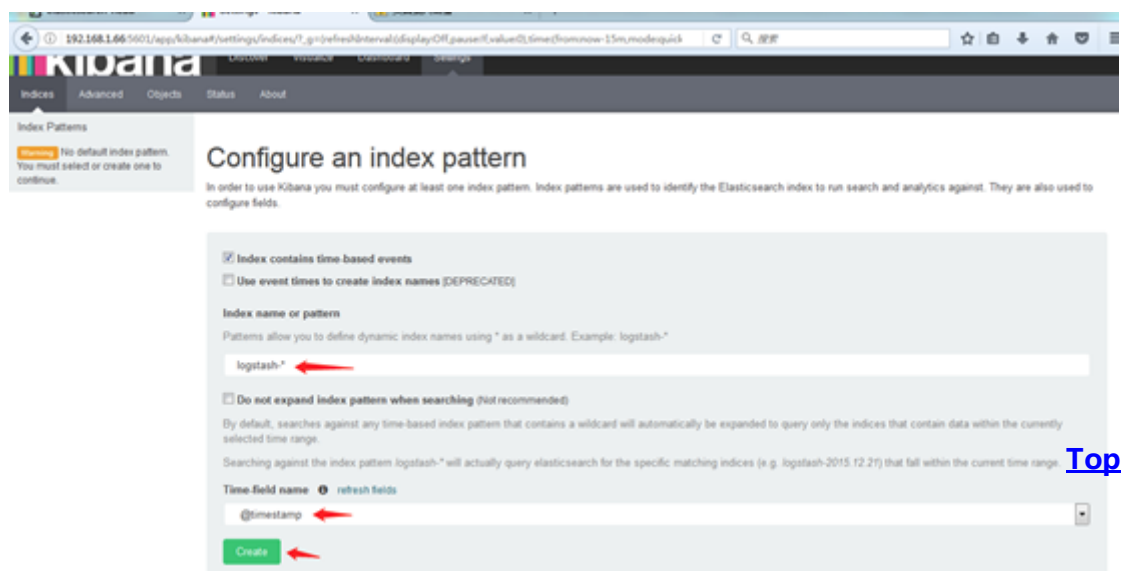 192.168.1.66:5601/app/kibana#/settings/indices/?_g=(refreshInterval:(display:Off,pause:!f,value:0),time:(from:now-15m,mode:quick
搜索
kibana
Discover Visualize Dashboard Settings
Indices Advanced Objects Status About
Index Patterns
Warning No default index pattern.
You must select or create one to
continue.
Configure an index pattern
In order to use Kibana you must configure at least one index pattern. Index patterns are used to identify the Elasticsearch index to run search and analytics against. They are also used to
configure fields.
Index contains time-based events
Use event times to create index names [DEPRECATED]
Index name or pattern
Patterns allow you to define dynamic index names using * as a wildcard. Example: logstash-*
logstash-*
Do not expand index pattern when searching (Not recommended)
By default, searches against any time-based index pattern that contains a wildcard will automatically be expanded to query only the indices that contain data within the currently
selected time range.
Searching against the index pattern logstash-* will actually query elasticsearch for the specific matching indices (e.g. logstash-2015.12.21) that fall within the current time range.
Top
Time-field name refresh fields
@timestamp
Create